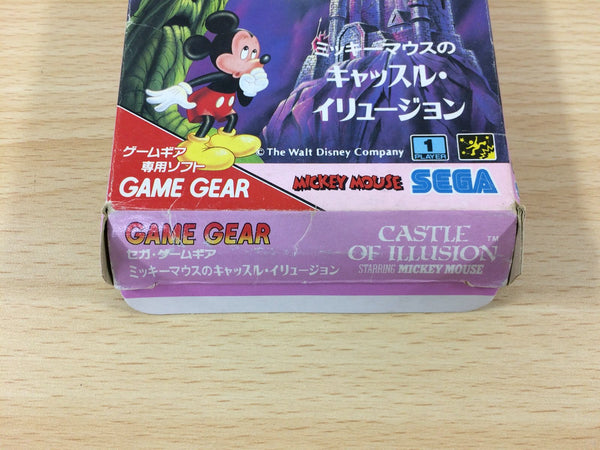 ミッキーマウスの
キャッスル・
イリュージョン
© The Walt Disney Company
1
PLAYER
ゲームギア
専用ソフト
GAME GEAR
MICKEY MOUSE
SEGA
GAME GEAR
セガ・ゲームギア
ミッキーマウスのキャッスル・イリュージョン
CASTLE
OF ILLUSION™
STARRING MICKEY MOUSE